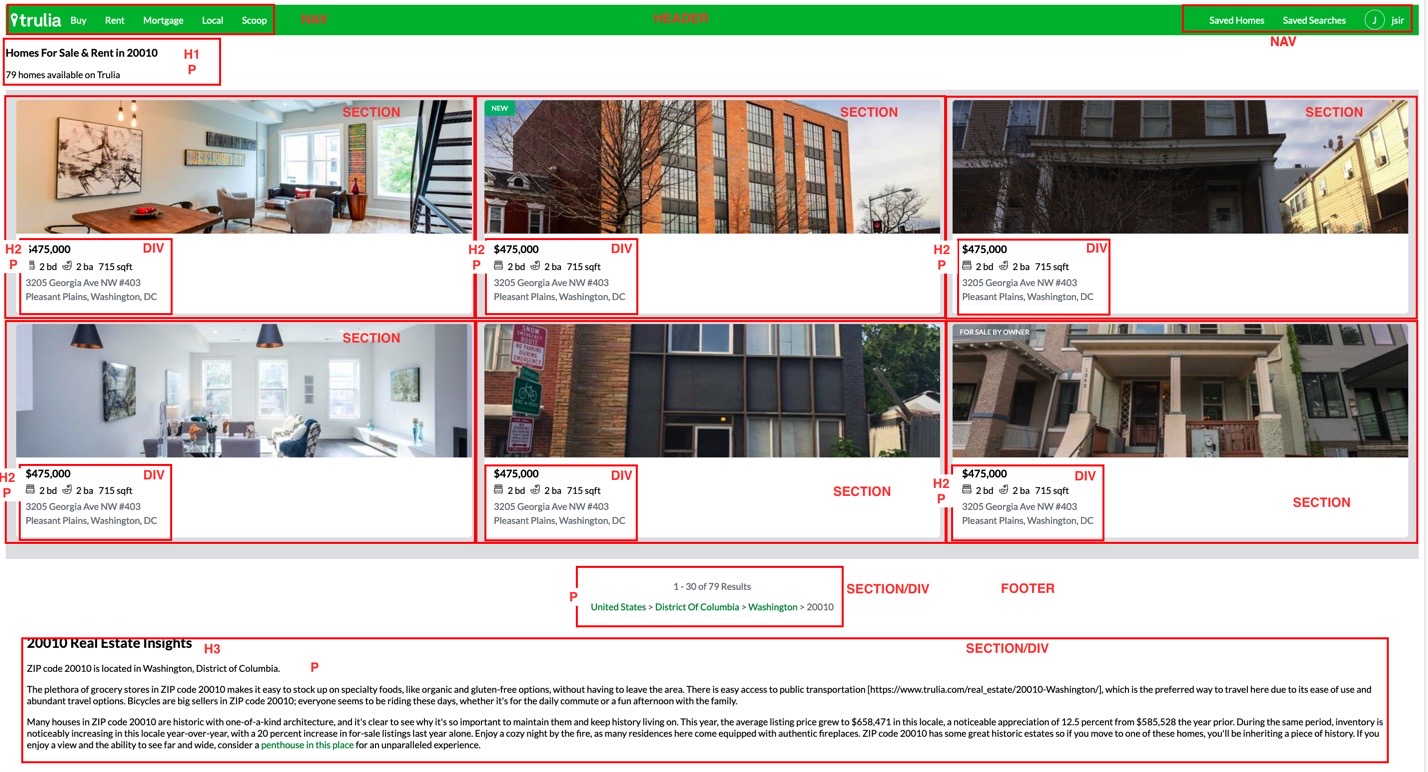 trulia Buy Rent Mortgage Local Scoop NAV HEADER Saved Homes Saved Searches J jsir
NAV
Homes For Sale & Rent in 20010 H1
79 homes available on Trulia P
SECTION NEW SECTION SECTION
H2 $475,000 DIV H2 $475,000 DIV H2 $475,000 DIV
P 2 bd 2 ba 715 sqft P 2 bd 2 ba 715 sqft P 2 bd 2 ba 715 sqft
3205 Georgia Ave NW #403 3205 Georgia Ave NW #403 3205 Georgia Ave NW #403
Pleasant Plains, Washington, DC Pleasant Plains, Washington, DC Pleasant Plains, Washington, DC
SECTION SNOW FOR SALE BY OWNER
EMERGENCY
ROUTE
NO PARKING
DURING
EMERGENCY
H2 $475,000 DIV $475,000 DIV H2 $475,000 DIV
P 2 bd 2 ba 715 sqft 2 bd 2 ba 715 sqft SECTION P 2 bd 2 ba 715 sqft SECTION
3205 Georgia Ave NW #403 3205 Georgia Ave NW #403 3205 Georgia Ave NW #403
Pleasant Plains, Washington, DC Pleasant Plains, Washington, DC Pleasant Plains, Washington, DC
1 - 30 of 79 Results
P SECTION/DIV FOOTER
United States > District Of Columbia > Washington > 20010
20010 Real Estate Insights H3 SECTION/DIV
ZIP code 20010 is located in Washington, District of Columbia. P
The plethora of grocery stores in ZIP code 20010 makes it easy to stock up on specialty foods, like organic and gluten-free options, without having to leave the area. There is easy access to public transportation [https://www.trulia.com/real_estate/20010-Washington/], which is the preferred way to travel here due to its ease of use and
abundant travel options. Bicycles are big sellers in ZIP code 20010; everyone seems to be riding these days, whether it's for the daily commute or a fun afternoon with the family.
Many houses in ZIP code 20010 are historic with one-of-a-kind architecture, and it's clear to see why it's so important to maintain them and keep history living on. This year, the average listing price grew to $658,471 in this locale, a noticeable appreciation of 12.5 percent from $585,528 the year prior. During the same period, inventory is
noticeably increasing in this locale year-over-year, with a 20 percent increase in for-sale listings last year alone. Enjoy a cozy night by the fire, as many residences here come equipped with authentic fireplaces. ZIP code 20010 has some great historic estates so if you move to one of these homes, you'll be inheriting a piece of history. If you
enjoy a view and the ability to see far and wide, consider a penthouse in this place for an unparalleled experience.